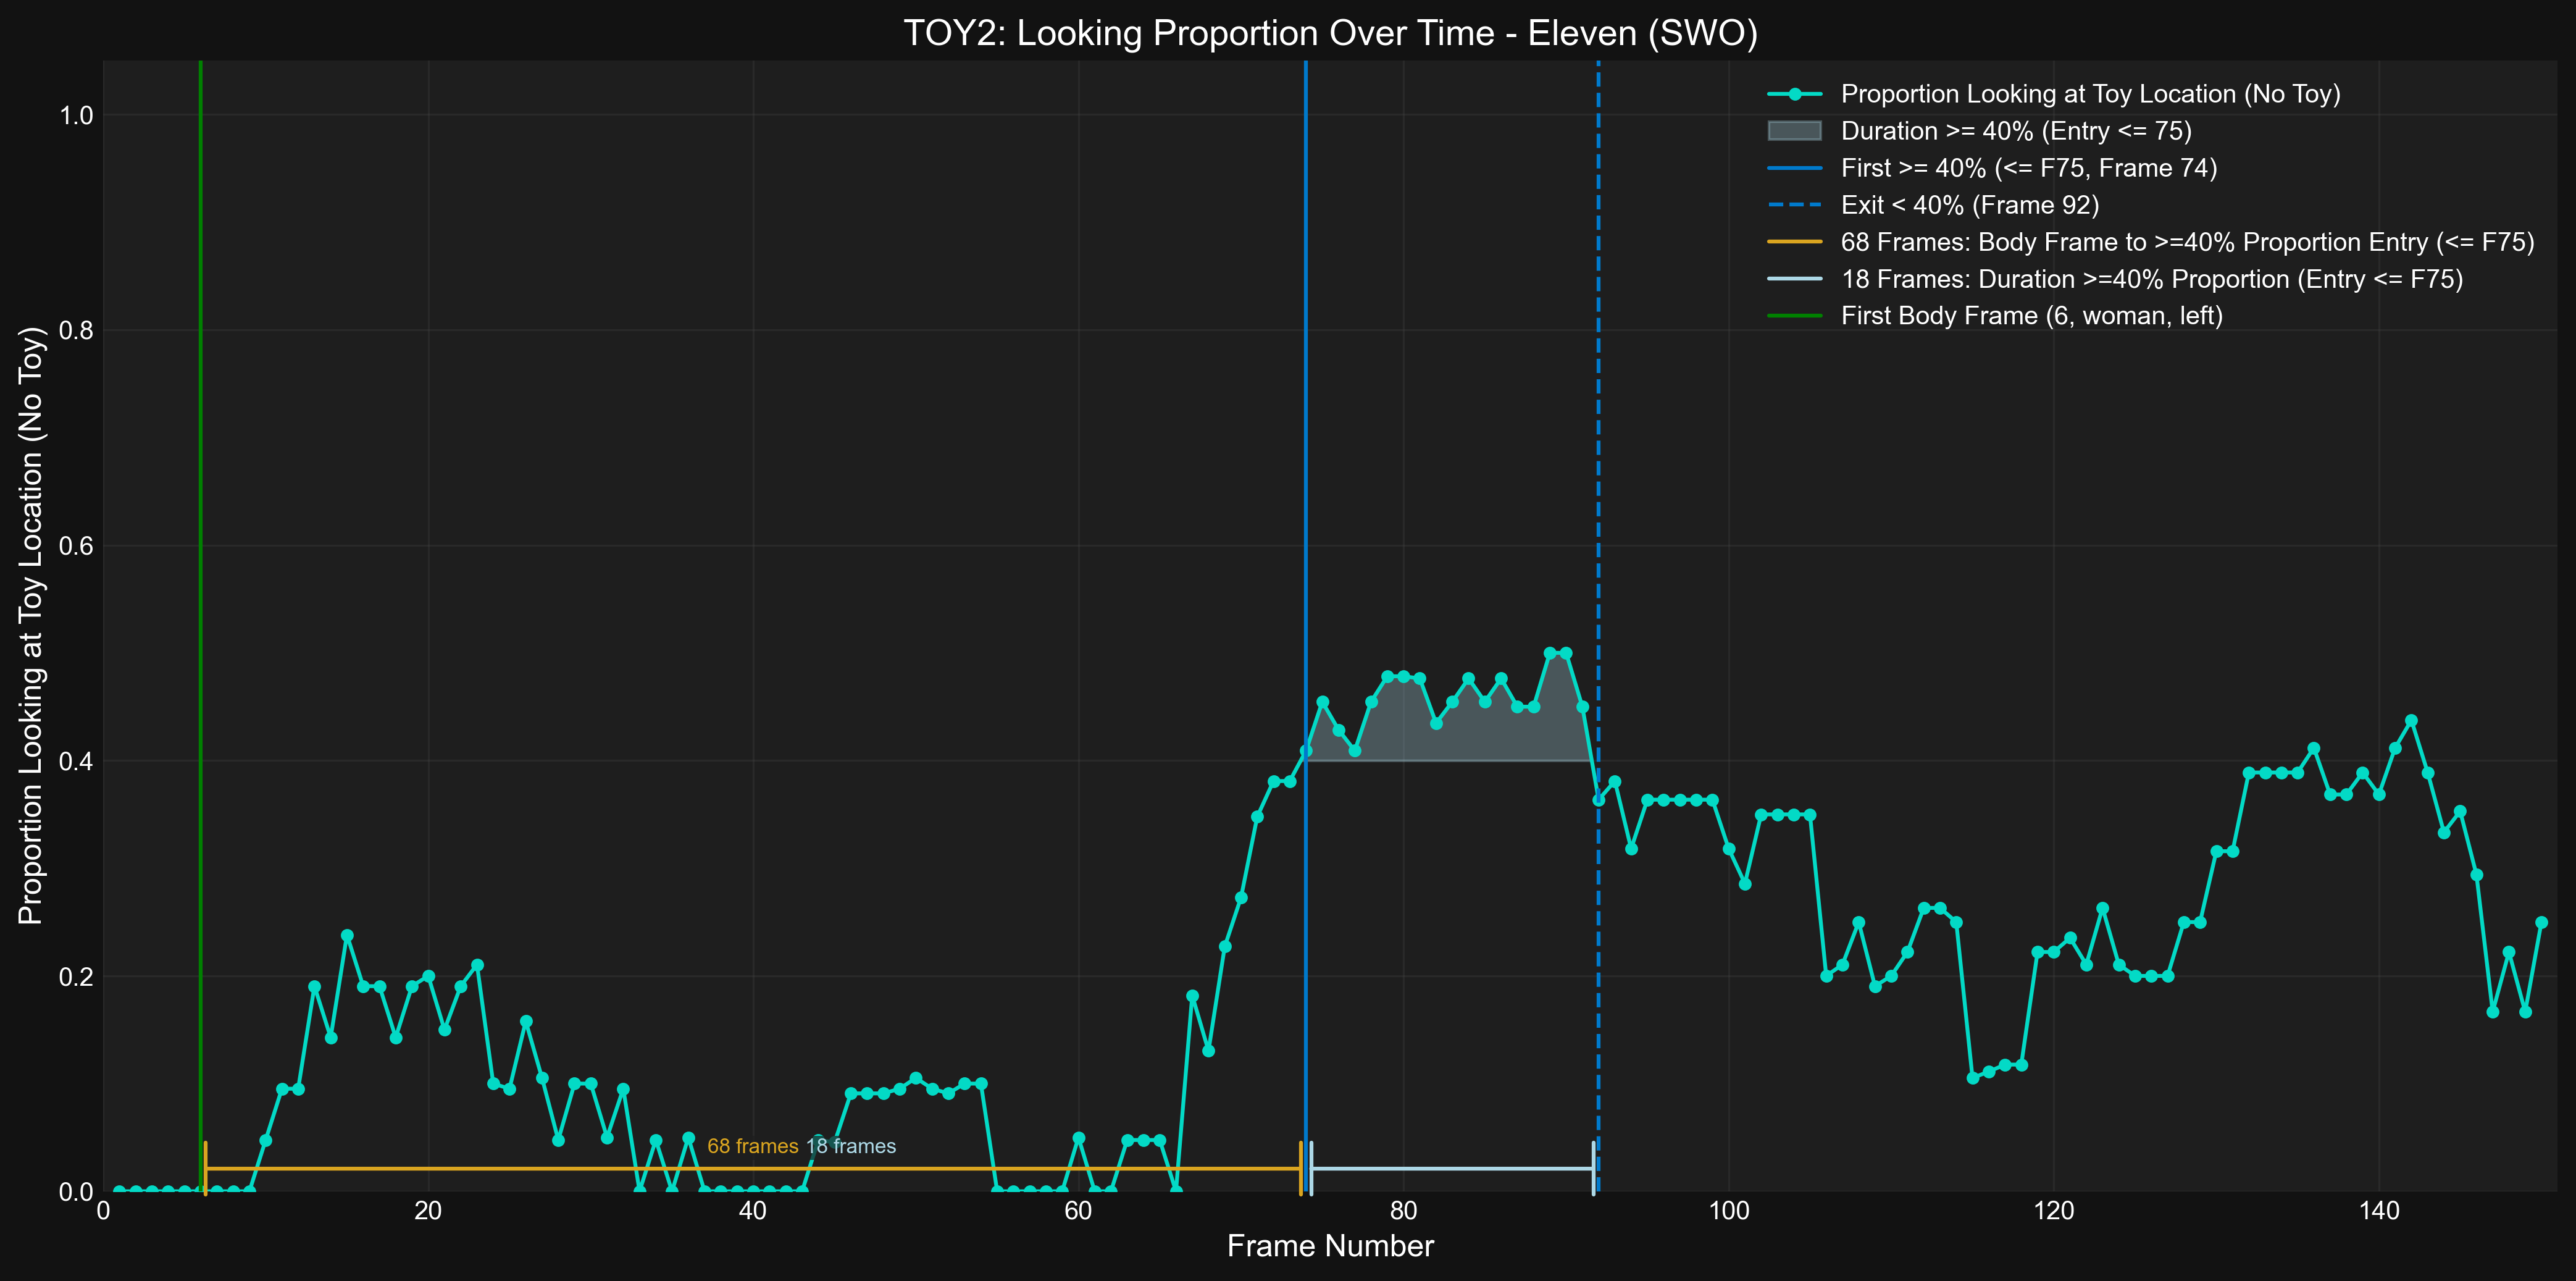 TOY2: Looking Proportion Over Time - Eleven (SWO)
Proportion Looking at Toy Location (No Toy)
1.0
0.8
0.6
0.4
0.2
0.0
Proportion Looking at Toy Location (No Toy)
Duration >= 40% (Entry <= 75)
First >= 40% (<= F75, Frame 74)
Exit < 40% (Frame 92)
68 Frames: Body Frame to >=40% Proportion Entry (<= F75)
18 Frames: Duration >=40% Proportion (Entry <= F75)
First Body Frame (6, woman, left)
68 frames 18 frames
0 20 40 60 80 100 120 140
Frame Number